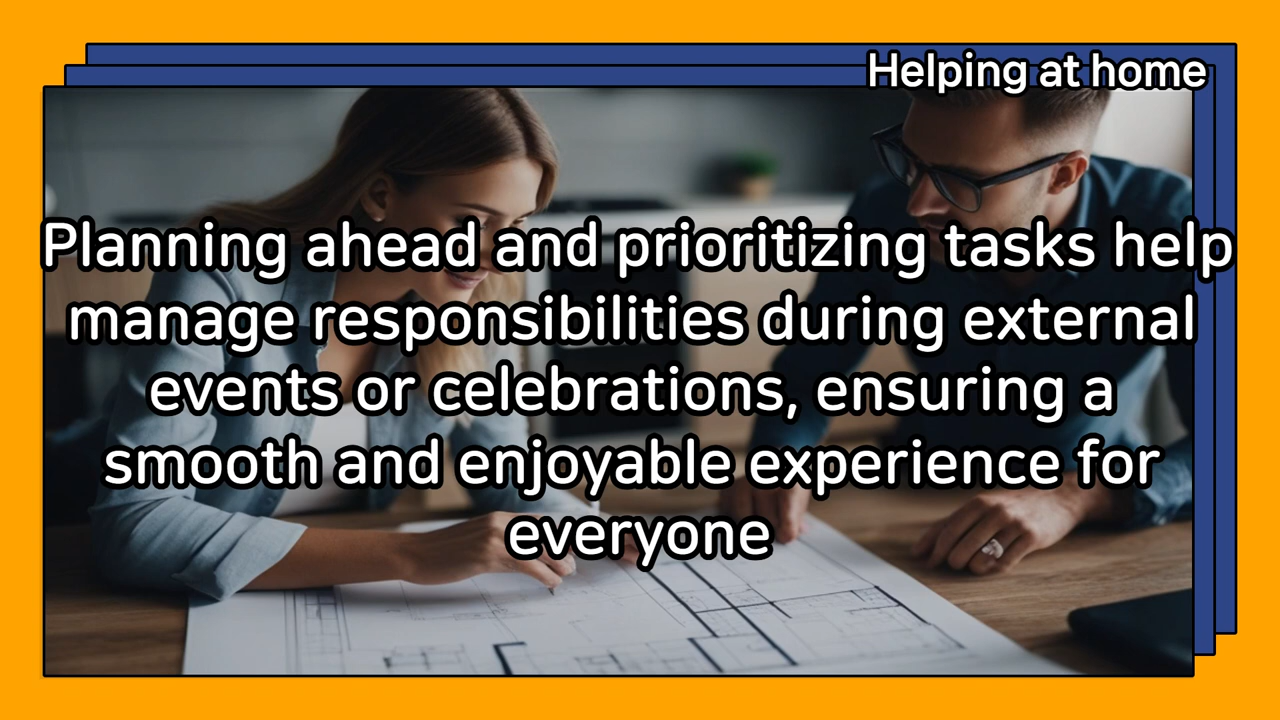 Helping at home
Planning ahead and prioritizing tasks help
manage responsibilities during external
events or celebrations, ensuring a
smooth and enjoyable experience for
everyone